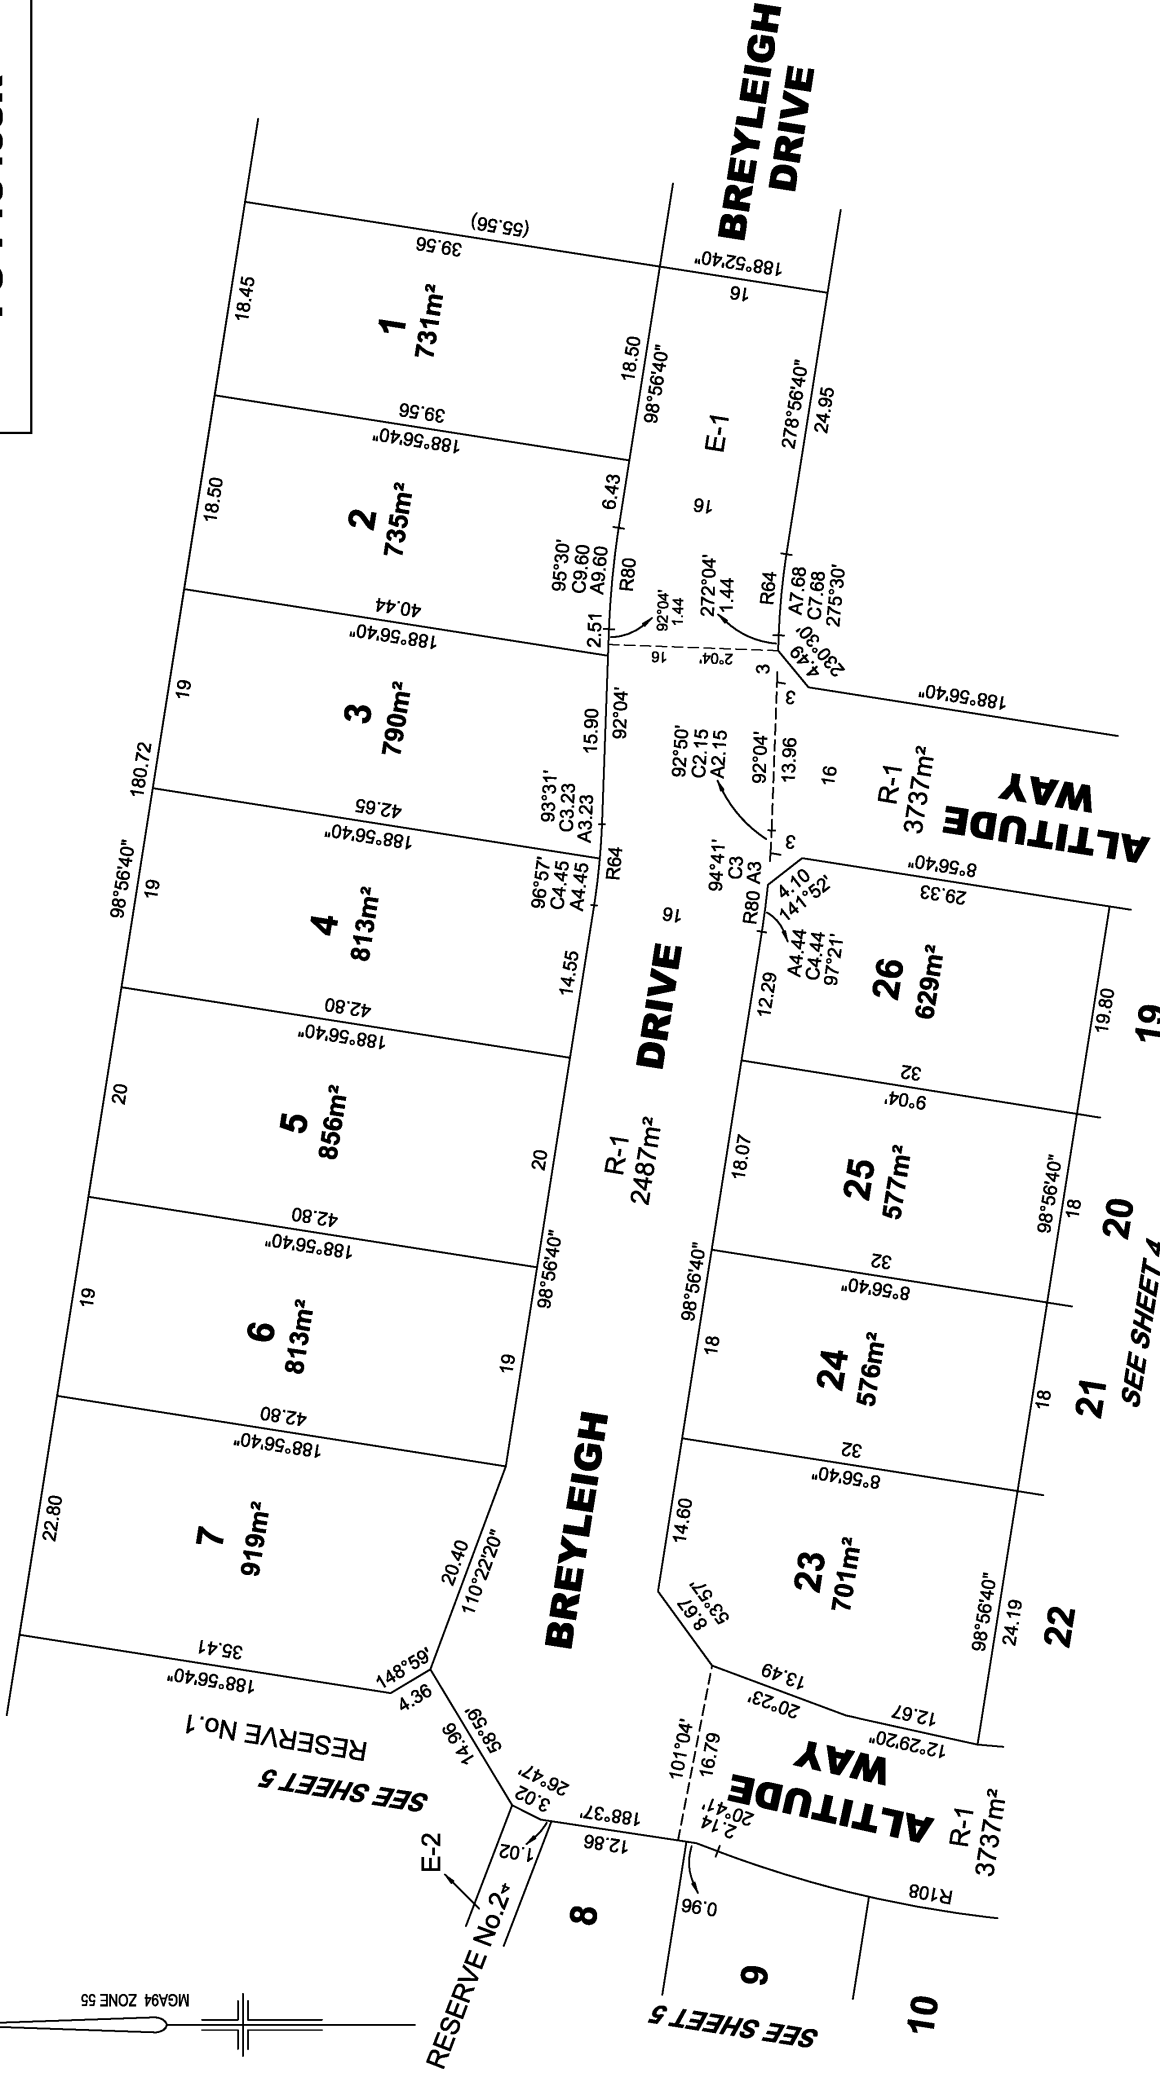 BREYLEIGH
DRIVE
(55.56)
39.56
18.45
1
731m²
18.50
98°56'40"
188°52'40"
16
39.56
188°56'40"
18.50
2
735m²
6.43
E-1
278°56'40"
24.95
16
95°30'
C9.60
A9.60
R80
2.51
92°04'
1.44
272°04'
1.44
R64
A7.68
C7.68
275°30'
4.49
230°30'
40.44
188°56'40"
19
3
790m²
15.90
92°04'
16
2°04'
3
3
188°56'40"
180.72
98°56'40"
93°31'
C3.23
A3.23
92°50'
C2.15
A2.15
92°04'
13.96
16
R-1
3737m²
ALTITUDE
WAY
42.65
188°56'40"
19
4
813m²
96°57'
C4.45
A4.45
R64
14.55
16
94°41'
C3
A3
3
R80
4.10
141°52'
A4.44
C4.44
97°21'
8°56'40"
29.33
12.29
26
629m²
19.80
19
42.80
188°56'40"
20
5
856m²
20
DRIVE
R-1
2487m²
32
9°04'
18.07
25
577m²
98°56'40"
18
20
SEE SHEET 4
42.80
188°56'40"
19
6
813m²
19
98°56'40"
98°56'40"
32
8°56'40"
18
24
576m²
18
21
42.80
188°56'40"
22.80
7
919m²
20.40
110°22'20"
BREYLEIGH
32
8°56'40"
14.60
23
701m²
98°56'40"
24.19
22
8.67
53°57'
35.41
188°56'40"
148°59'
4.36
RESERVE No.1
SEE SHEET 5
14.96
58°59'
3.02
26°47'
13.49
20°23'
12.67
12°29'20"
101°04'
16.79
ALTITUDE
WAY
R-1
3737m²
E-2
1.02
188°37'
12.86
2.14
20°41'
RESERVE No.2
8
0.96
R108
9
10
SEE SHEET 5
MGA94 ZONE 55